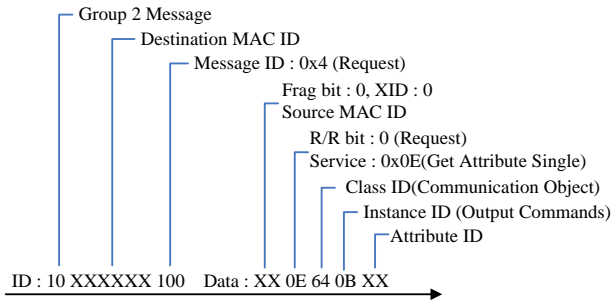 Group 2 Message
Destination MAC ID
Message ID : 0x4 (Request)
Frag bit : 0, XID : 0
Source MAC ID
R/R bit : 0 (Request)
Service : 0x0E(Get Attribute Single)
Class ID(Communication Object)
Instance ID (Output Commands)
Attribute ID
ID : 10 XXXXXX 100 Data : XX 0E 64 0B XX